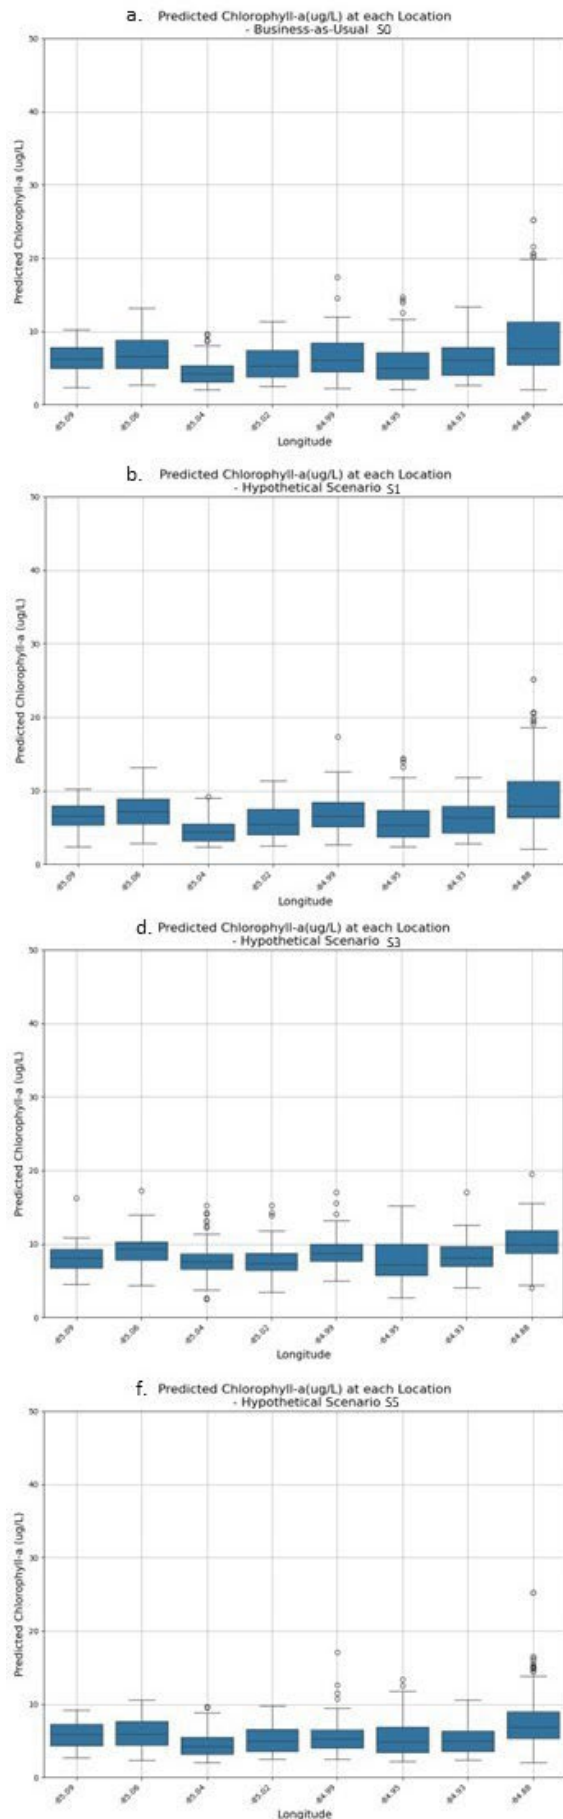 a. Predicted Chlorophyll-a(ug/L) at each Location
- Business-as-Usual S0
50
40
30
20
10
0
Predicted Chlorophyll-a (ug/L)
-85.09 -85.06 -85.04 -85.02 -84.99 -84.95 -84.93 -84.88
Longitude
b. Predicted Chlorophyll-a(ug/L) at each Location
- Hypothetical Scenario S1
50
40
30
20
10
0
Predicted Chlorophyll-a (ug/L)
-85.09 -85.06 -85.04 -85.02 -84.99 -84.95 -84.93 -84.88
Longitude
d. Predicted Chlorophyll-a(ug/L) at each Location
- Hypothetical Scenario S3
50
40
30
20
10
0
Predicted Chlorophyll-a (ug/L)
-85.09 -85.06 -85.04 -85.02 -84.99 -84.95 -84.93 -84.88
Longitude
f. Predicted Chlorophyll-a(ug/L) at each Location
- Hypothetical Scenario S5
50
40
30
20
10
0
Predicted Chlorophyll-a (ug/L)
-85.09 -85.06 -85.04 -85.02 -84.99 -84.95 -84.93 -84.88
Longitude